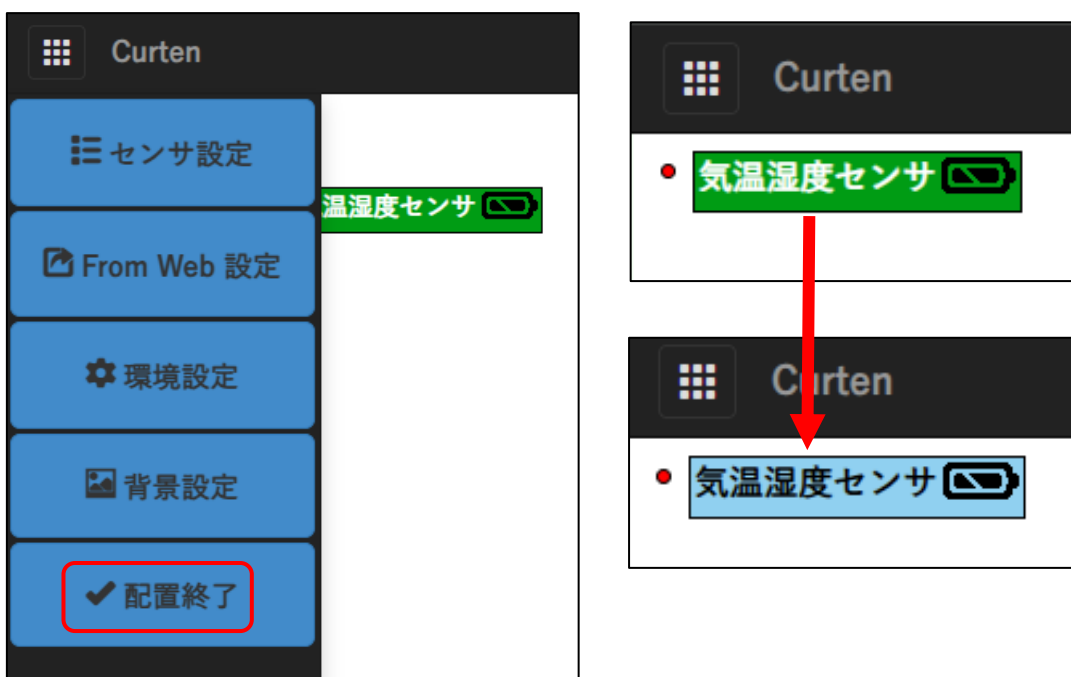 Curten
センサ設定
From Web 設定
環境設定
背景設定
配置終了
温湿度センサ
Curten
気温湿度センサ
Curten
気温湿度センサ